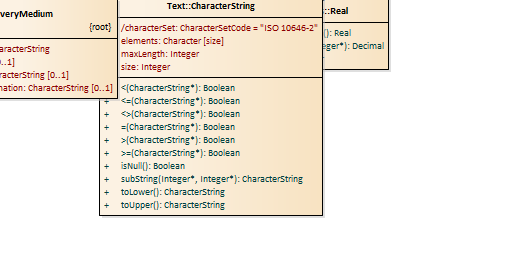 Text::CharacterString
/characterSet: CharacterSetCode = "ISO 10646-2"
elements: Character [size]
maxLength: Integer
size: Integer
+ <(CharacterString*): Boolean
+ <=(CharacterString*): Boolean
+ <>(CharacterString*): Boolean
+ =(CharacterString*): Boolean
+ >(CharacterString*): Boolean
+ >=(CharacterString*): Boolean
+ isNull(): Boolean
+ subString(Integer*, Integer*): CharacterString
+ toLower(): CharacterString
+ toUpper(): CharacterString
veryMedium
{root}
aracterString
..1]
racterString [0..1]
nation: CharacterString [0..1]
::Real
(): Real
eger*): Decimal